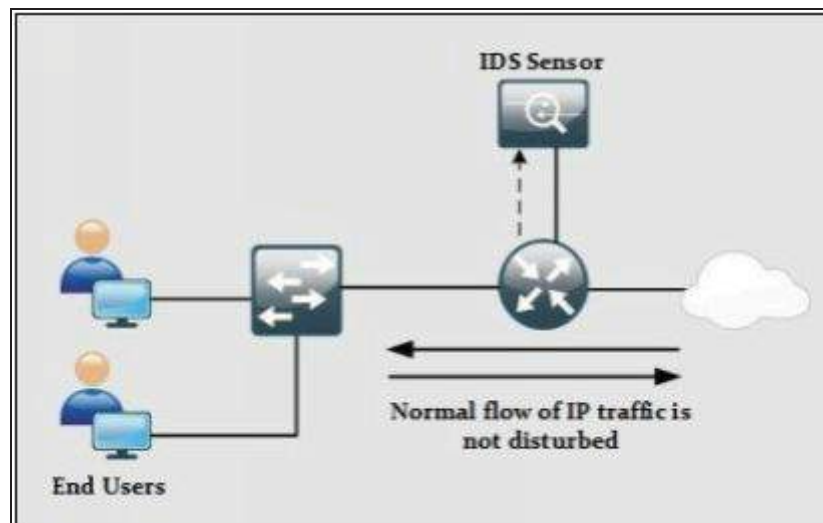 IDS Sensor
Normal flow of IP traffic is
not disturbed
End Users